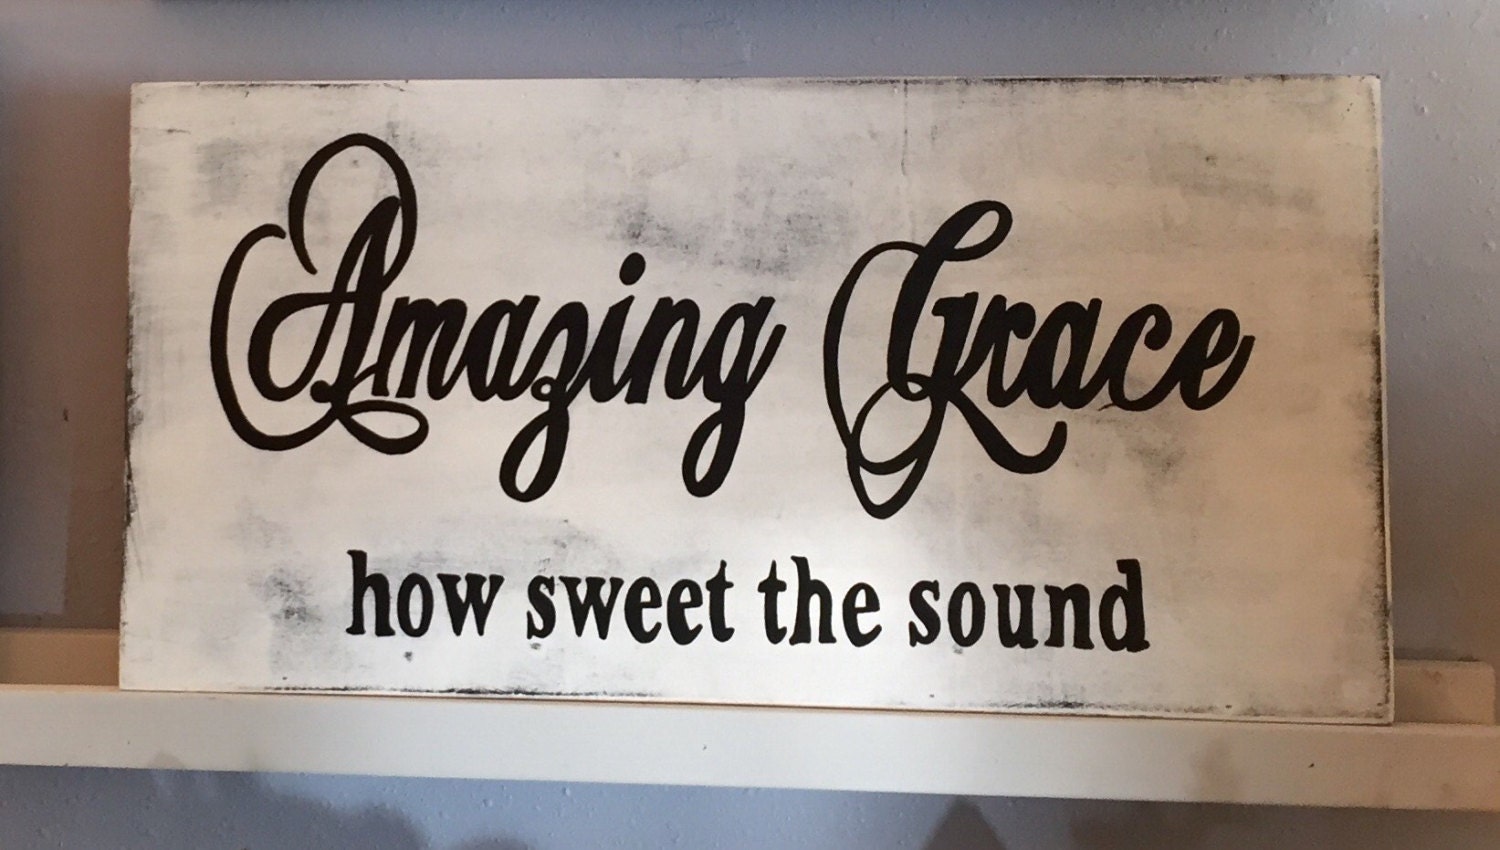 Amazing Grace
how sweet the sound